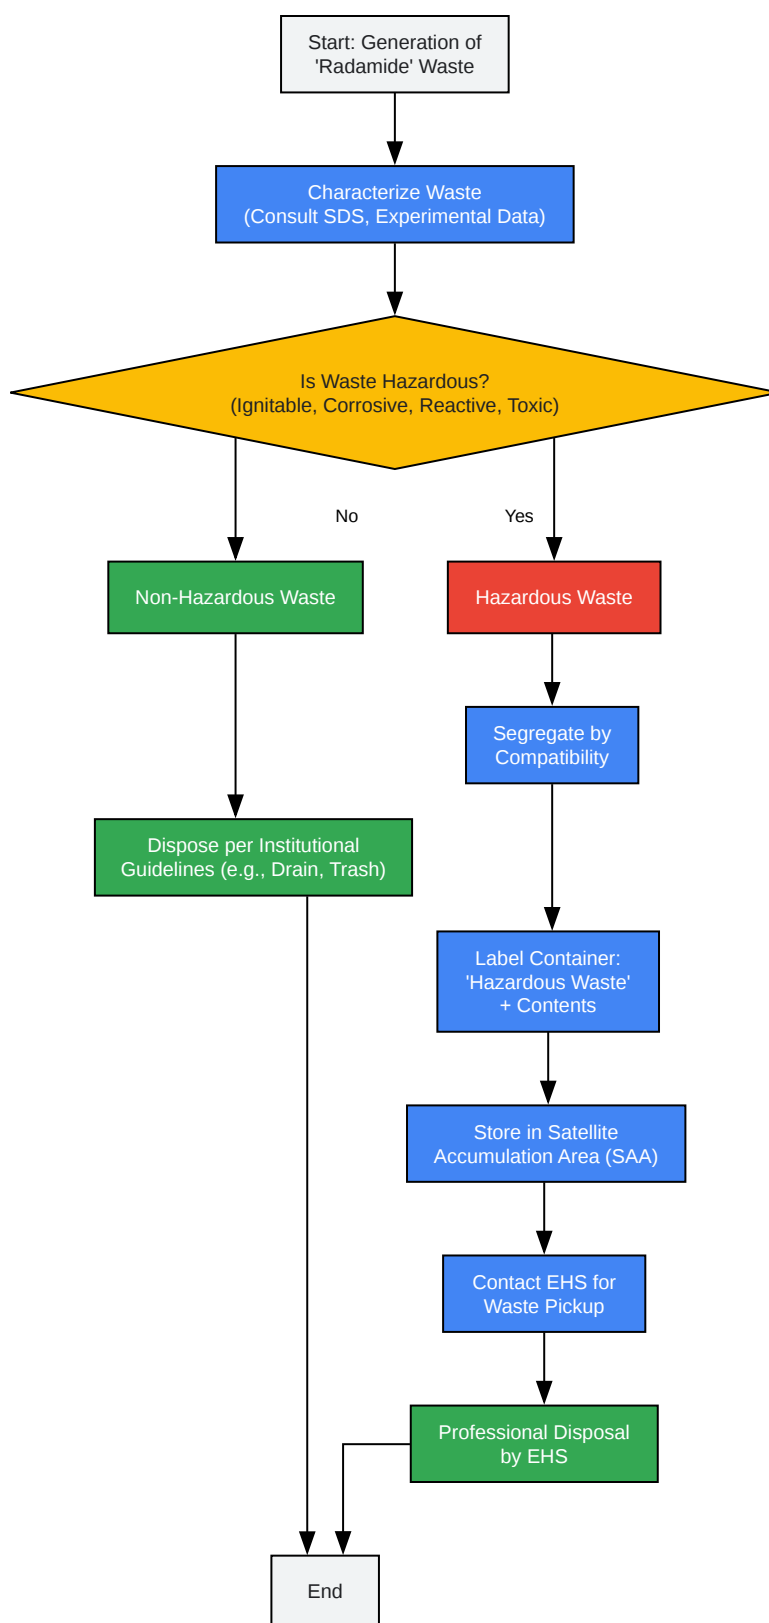 Start: Generation of
'Radamide' Waste
Characterize Waste
(Consult SDS, Experimental Data)
Is Waste Hazardous?
(Ignitable, Corrosive, Reactive, Toxic)
No
Yes
Non-Hazardous Waste
Hazardous Waste
Segregate by
Compatibility
Dispose per Institutional
Guidelines (e.g., Drain, Trash)
Label Container:
'Hazardous Waste'
+ Contents
Store in Satellite
Accumulation Area (SAA)
Contact EHS for
Waste Pickup
Professional Disposal
by EHS
End